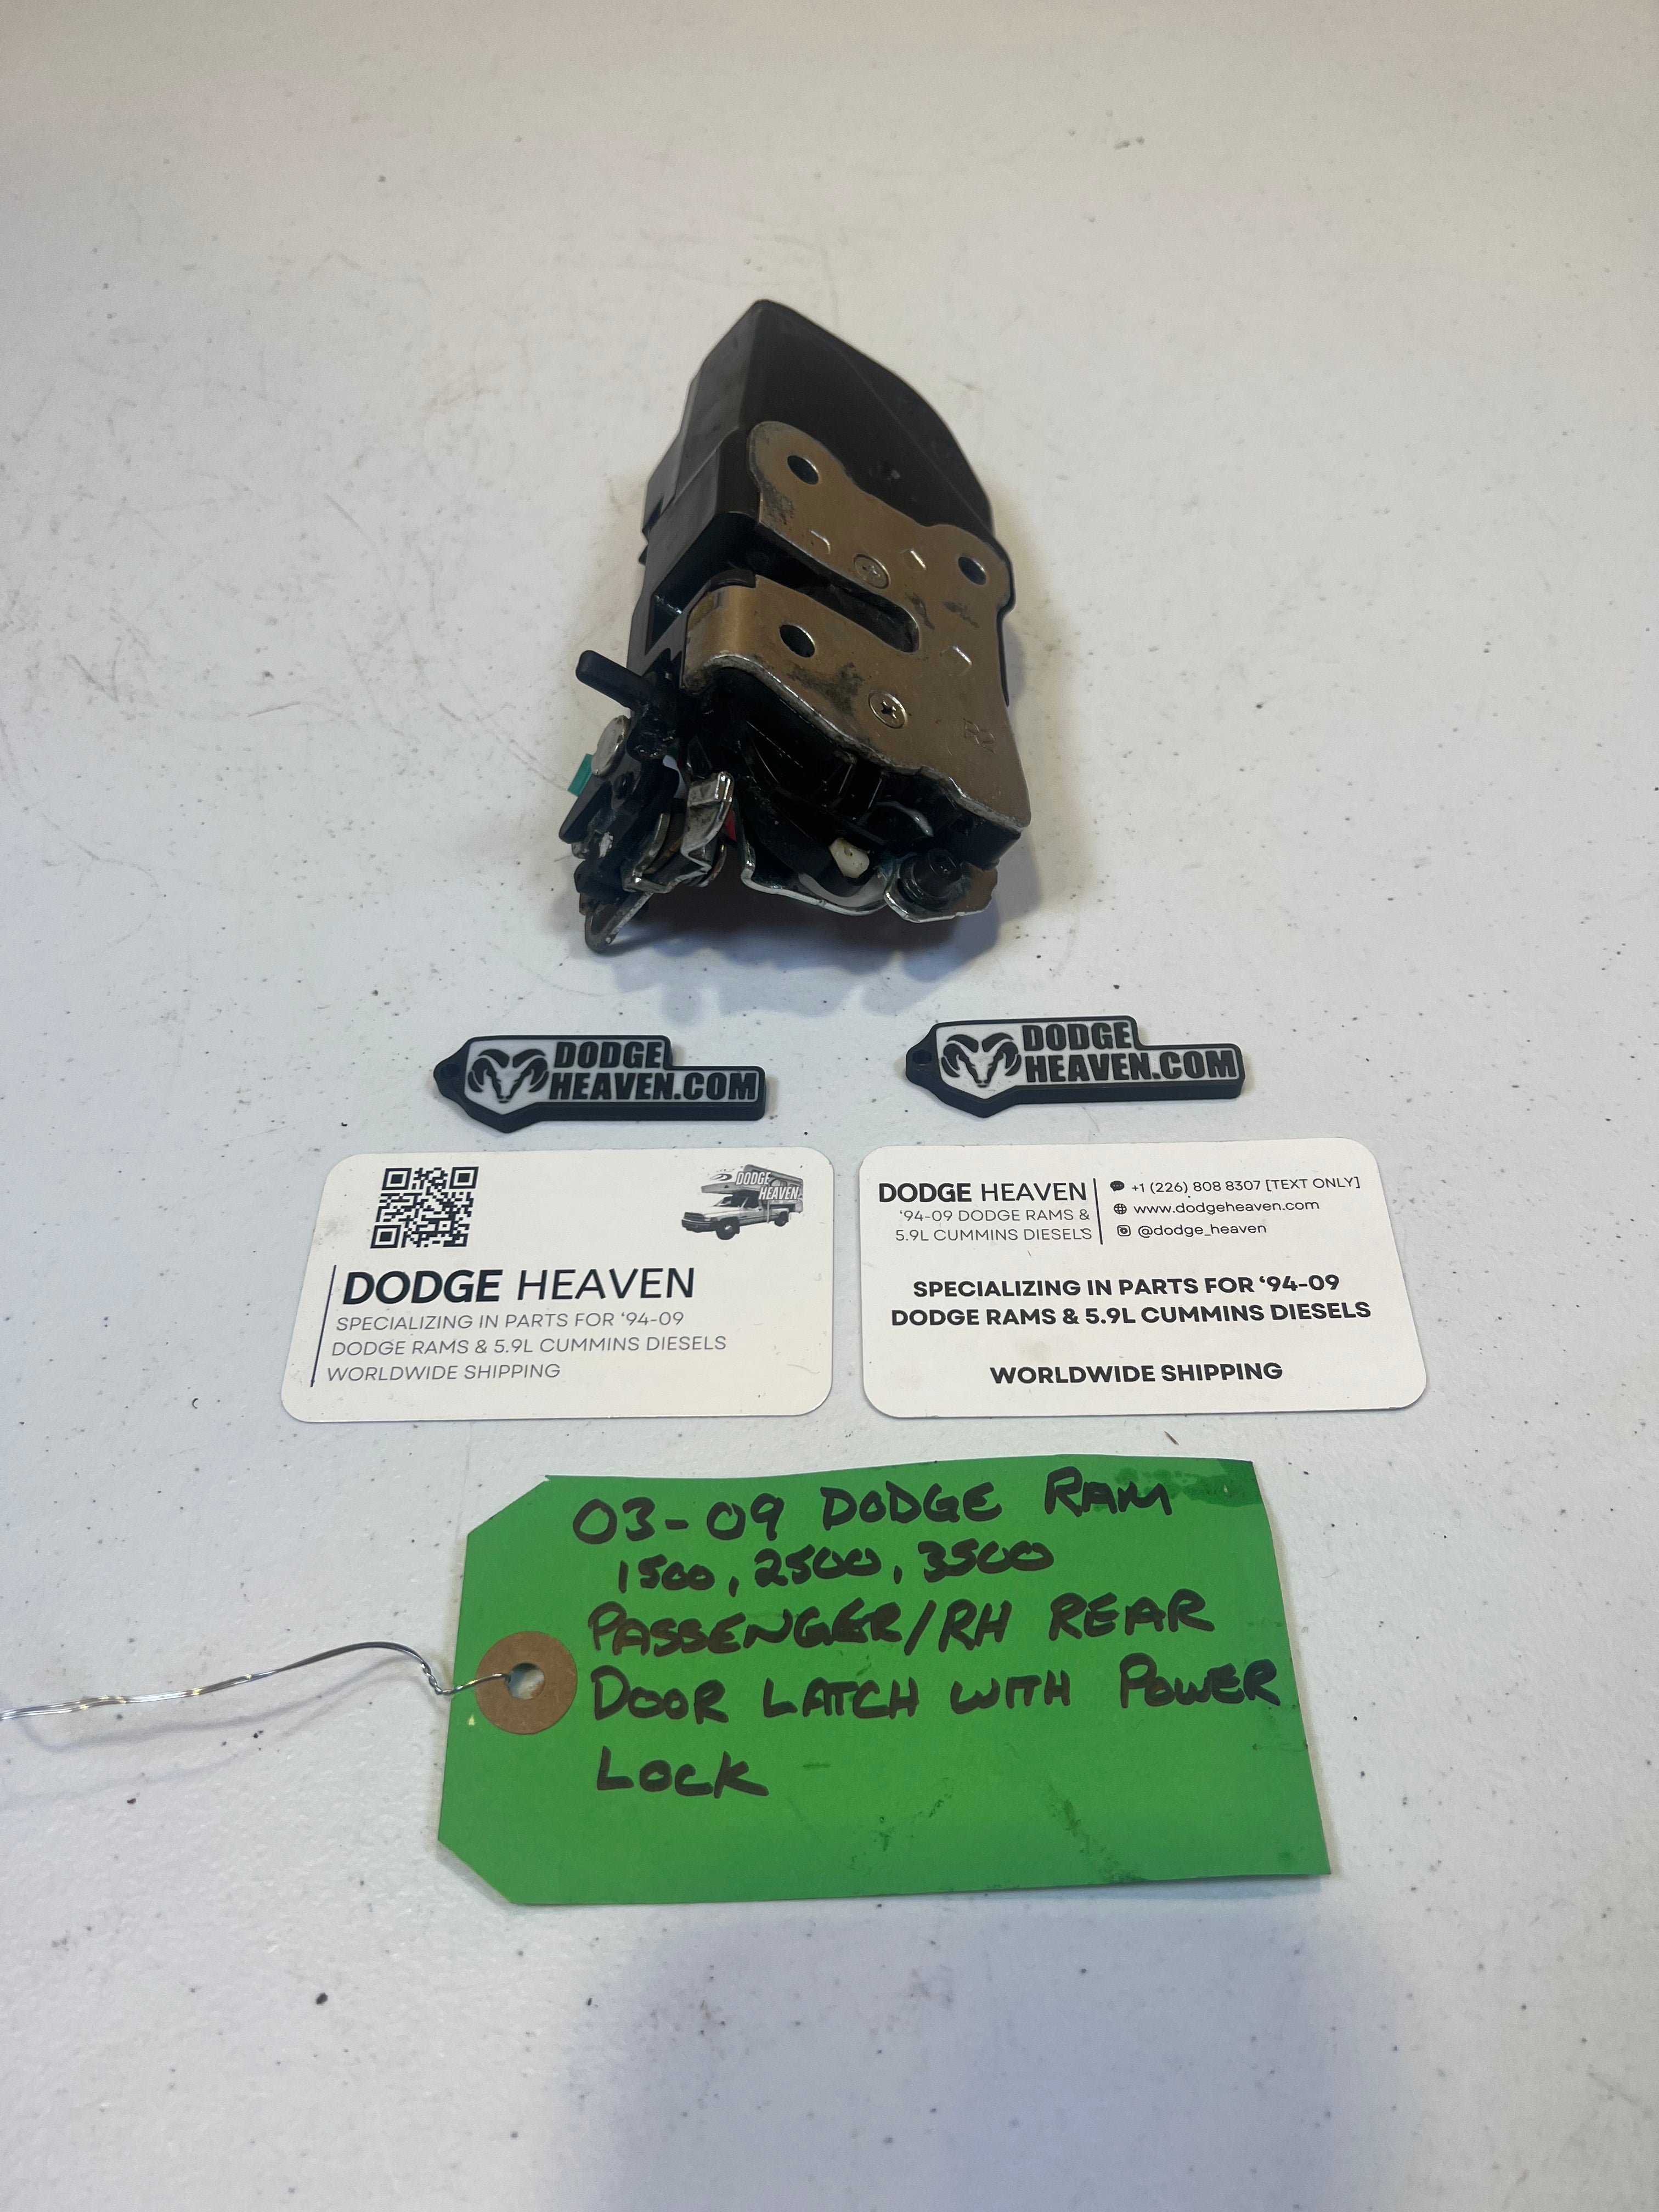 R2
DODGE
HEAVEN.COM
DODGE
HEAVEN.COM
DODGE
HEAVEN
DODGE HEAVEN
SPECIALIZING IN PARTS FOR ‘94-09
DODGE RAMS & 5.9L CUMMINS DIESELS
WORLDWIDE SHIPPING
DODGE HEAVEN
‘94-09 DODGE RAMS &
5.9L CUMMINS DIESELS
+1 (226) 808 8307 [TEXT ONLY]
www.dodgeheaven.com
@dodge_heaven
SPECIALIZING IN PARTS FOR ‘94-09
DODGE RAMS & 5.9L CUMMINS DIESELS
WORLDWIDE SHIPPING
03-09 DODGE RAM
1500, 2500, 3500
PASSENGER/RH REAR
DOOR LATCH WITH POWER
LOCK